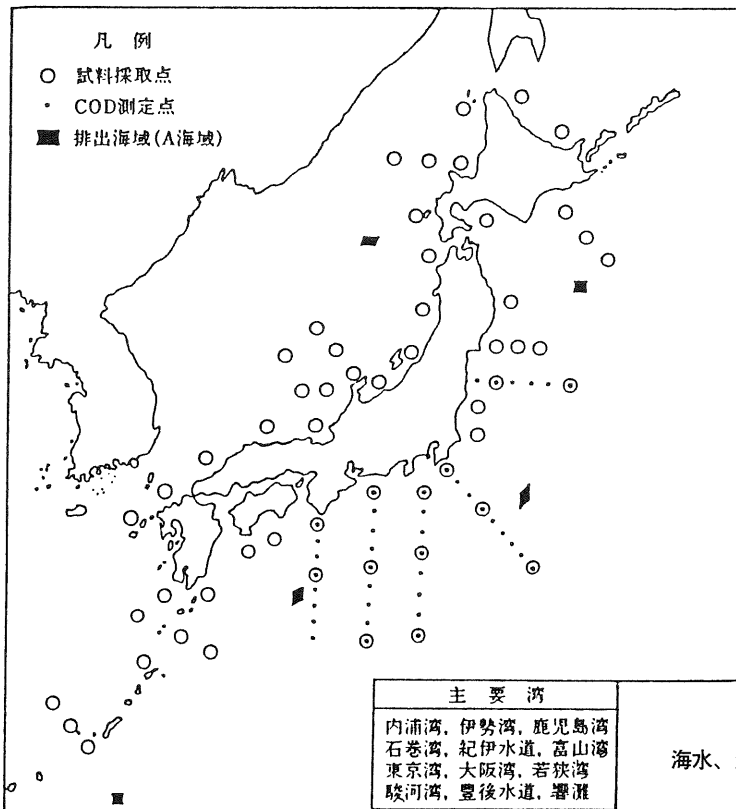 凡例
試料採取点
COD測定点
排出海域(A海域)
主要湾
内浦湾, 伊勢湾, 鹿児島湾
石巻湾, 紀伊水道, 富山湾
東京湾, 大阪湾, 若狭湾
駿河湾, 豊後水道, 響灘
海水、